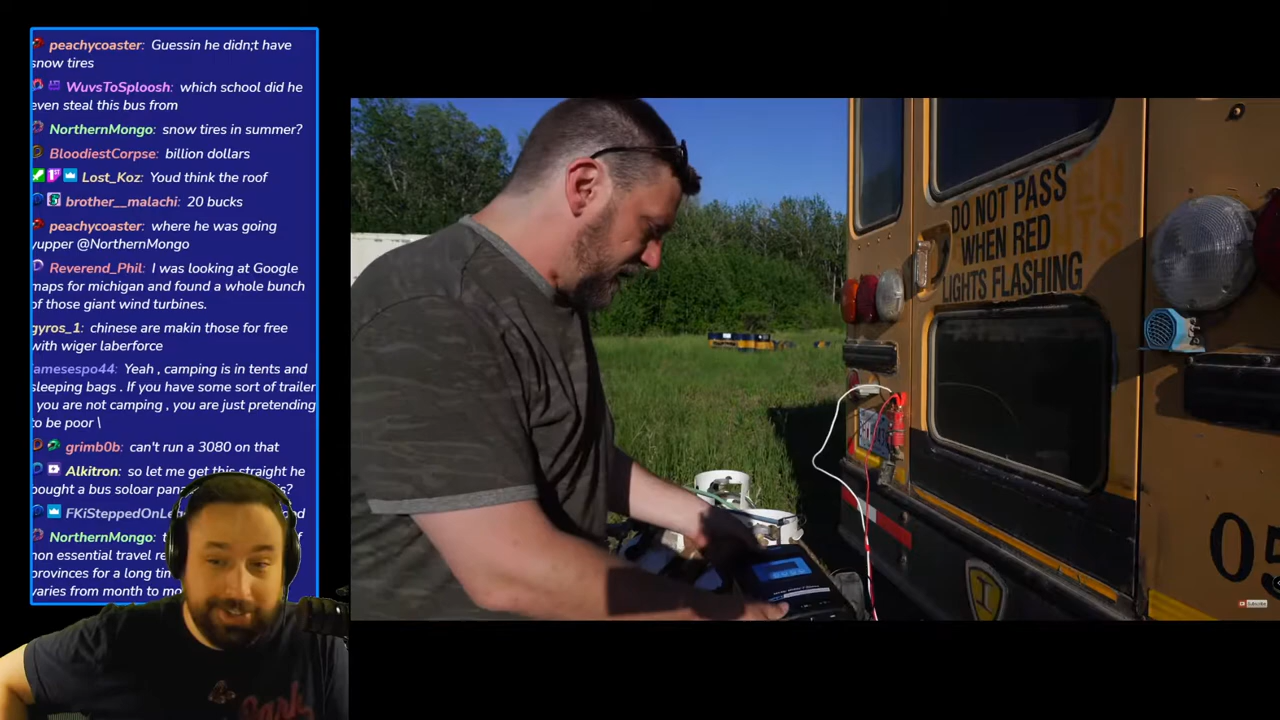 peachycoaster: Guessin he didn;t have
snow tires
WuvsToSploosh: which school did he
even steal this bus from
NorthernMongo: snow tires in summer?
BloodiestCorpse: billion dollars
Lost_Koz: Youd think the roof
brother__malachi: 20 bucks
peachycoaster: where he was going
yupper @NorthernMongo
Reverend_Phil: I was looking at Google
maps for michigan and found a whole bunch
of those giant wind turbines.
gyros_1: chinese are makin those for free
with wiger laberforce
amesespo44: Yeah , camping is in tents and
sleeping bags . If you have some sort of trailer
you are not camping , you are just pretending
to be poor \
grimb0b: can't run a 3080 on that
Alkitron: so let me get this straight he
bought a bus soloar
NorthernMongo:
non essential travel
provinces for a long
varies from month to
DO NOT PASS
WHEN RED
LIGHTS FLASHING
05
I
Subscribe